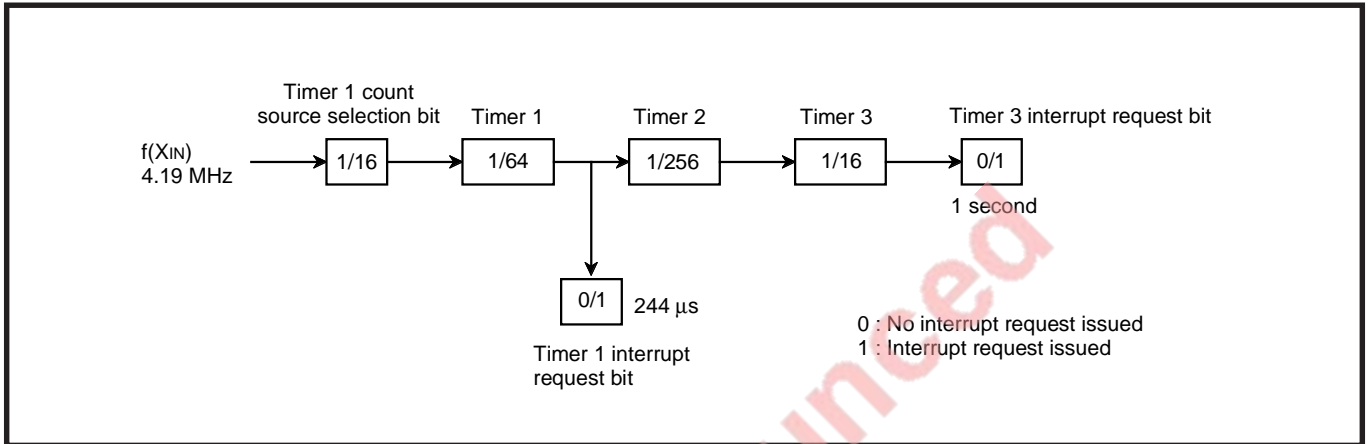 Timer 1 count
source selection bit
Timer 1
Timer 2
Timer 3
Timer 3 interrupt request bit
f(XIN)
4.19 MHz
1/16
1/64
1/256
1/16
0/1
1 second
0/1
244 μs
Timer 1 interrupt
request bit
0 : No interrupt request issued
1 : Interrupt request issued
unced